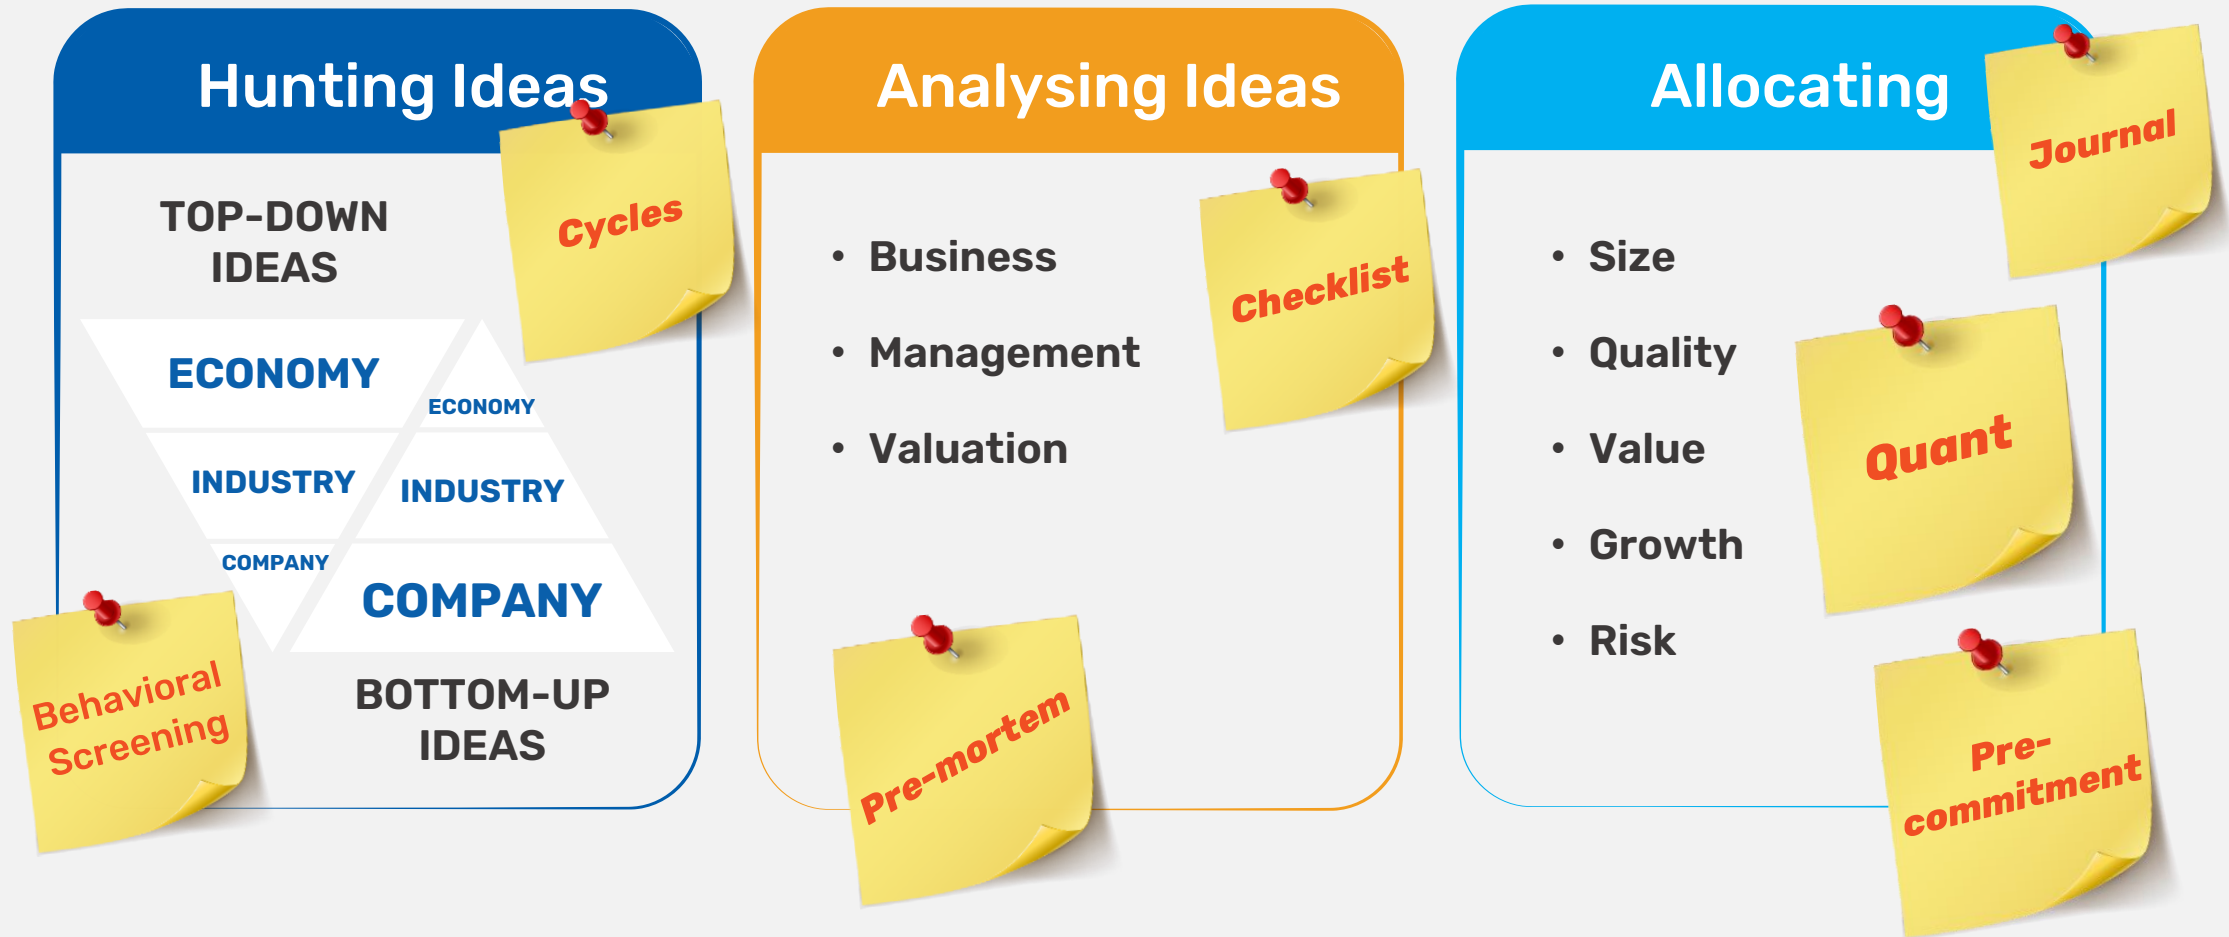 Hunting Ideas
Cycles
TOP-DOWN
IDEAS
ECONOMY
INDUSTRY
COMPANY
ECONOMY
INDUSTRY
COMPANY
BOTTOM-UP
IDEAS
Behavioral
Screening
Analysing Ideas
Checklist
• Business
• Management
• Valuation
Pre-mortem
Allocating
Journal
• Size
• Quality
• Value
• Growth
• Risk
Quant
Pre-
commitment